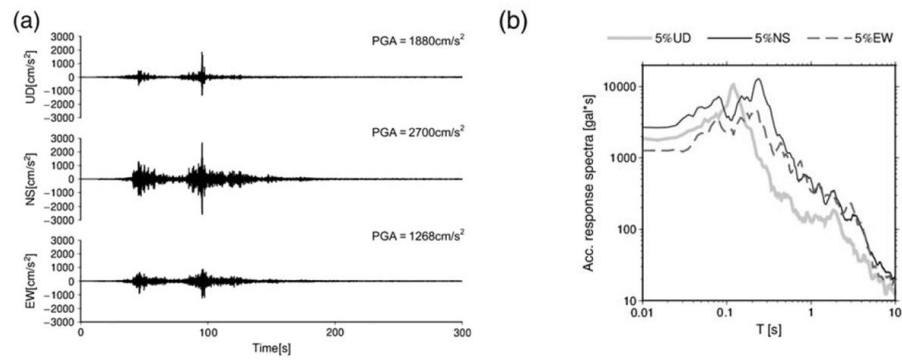 (a)
3000
2000
1000
0
−1000
−2000
−3000
UD[cm/s²]
PGA = 1880cm/s²
3000
2000
1000
0
−1000
−2000
−3000
NS[cm/s²]
PGA = 2700cm/s²
3000
2000
1000
0
−1000
−2000
−3000
EW[cm/s²]
PGA = 1268cm/s²
0 100 200 300
Time[s]
(b)
5%UD 5%NS 5%EW
10000
1000
100
10
Acc. response spectra [gal*s]
0.01 0.1 1 10
T [s]